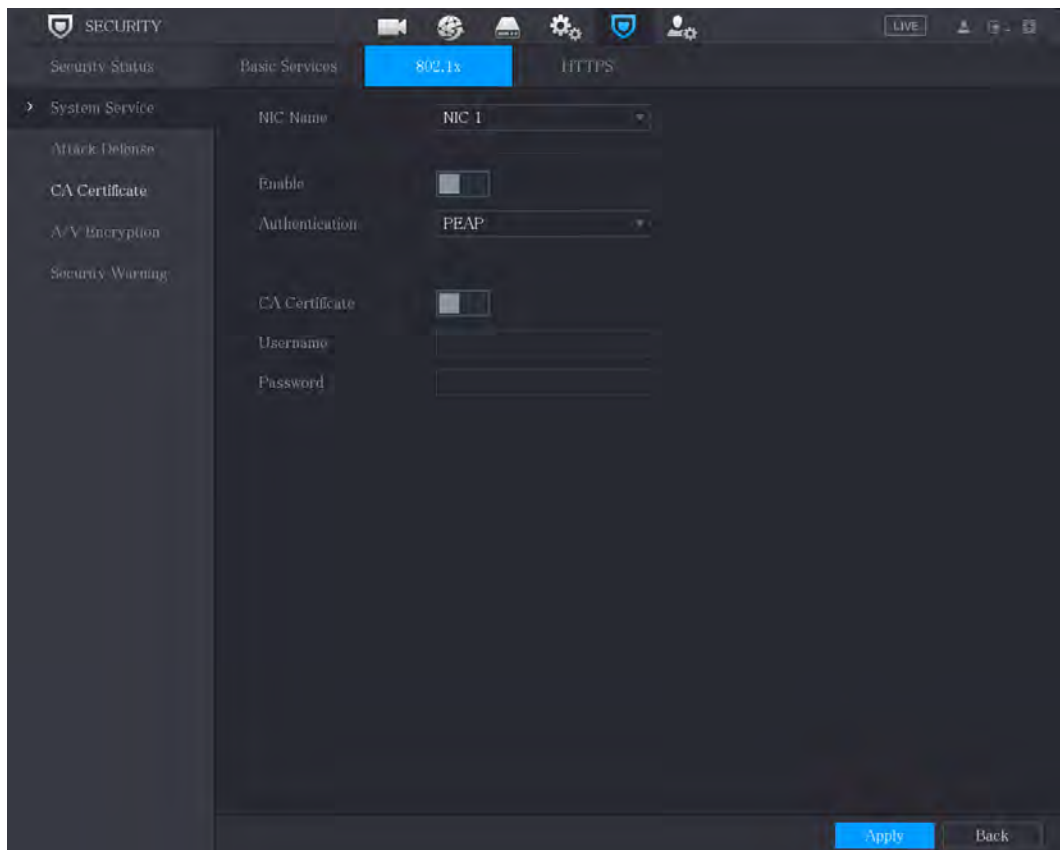 SECURITY
LIVE
Security Status
Basic Services
802.1x
HTTPS
System Service
NIC Name
NIC 1
Attack Defense
CA Certificate
Enable
A/V Encryption
Authentication
PEAP
Security Warning
CA Certificate
Username
Password
Apply
Back